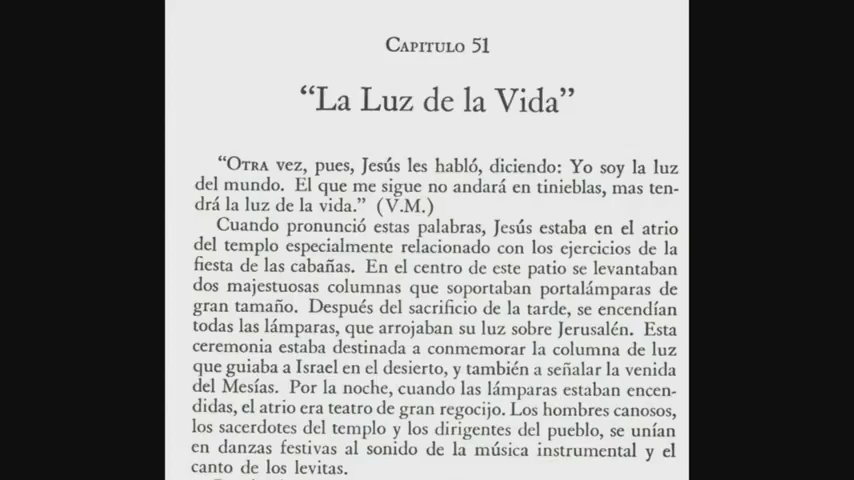 CAPITULO 51
“La Luz de la Vida”
“OTRA vez, pues, Jesús les habló, diciendo: Yo soy la luz
del mundo. El que me sigue no andará en tinieblas, mas ten-
drá la luz de la vida.” (V.M.)
Cuando pronunció estas palabras, Jesús estaba en el atrio
del templo especialmente relacionado con los ejercicios de la
fiesta de las cabañas. En el centro de este patio se levantaban
dos majestuosas columnas que soportaban portalámparas de
gran tamaño. Después del sacrificio de la tarde, se encendían
todas las lámparas, que arrojaban su luz sobre Jerusalén. Esta
ceremonia estaba destinada a conmemorar la columna de luz
que guiaba a Israel en el desierto, y también a señalar la venida
del Mesías. Por la noche, cuando las lámparas estaban encen-
didas, el atrio era teatro de gran regocijo. Los hombres canosos,
los sacerdotes del templo y los dirigentes del pueblo, se unían
en danzas festivas al sonido de la música instrumental y el
canto de los levitas.